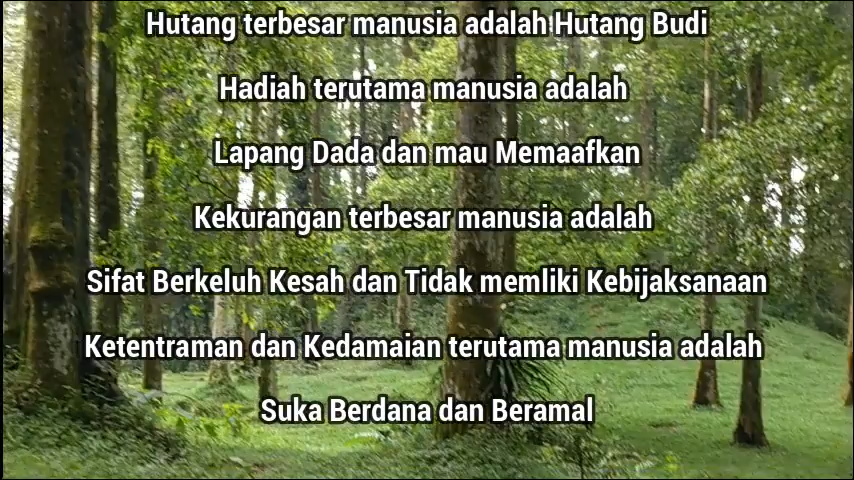 Hutang terbesar manusia adalah Hutang Budi
Hadiah terutama manusia adalah
Lapang Dada dan mau Memaafkan
Kekurangan terbesar manusia adalah
Sifat Berkeluh Kesah dan Tidak memliki Kebijaksanaan
Ketentraman dan Kedamaian terutama manusia adalah
Suka Berdana dan Beramal